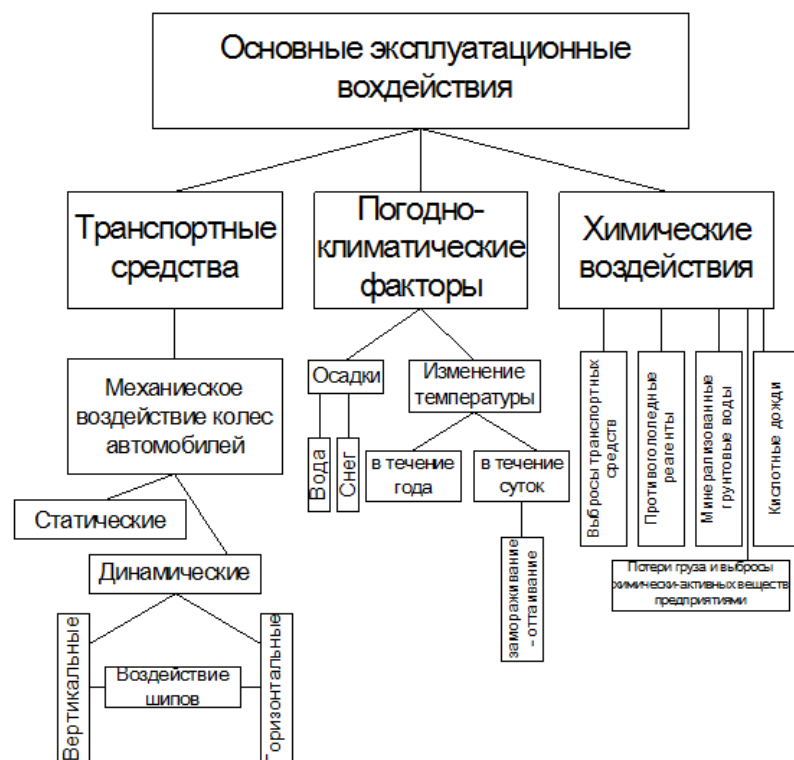 Основные эксплуатационные
вохдействия
Транспортные
средства
Погодно-
климатические
факторы
Химические
воздействия
Механиеское
воздействие колес
автомобилей
Осадки
Изменение
температуры
Выбросы транспортных
средств
Противогололедные
реагенты
Минерализованные
грунтовые воды
Кислотные дожди
Вода
Снег
в течение
года
в течение
суток
Статические
Динамические
замораживание
- оттаивание
Потери груза и выбросы
химически-активных веществ
предприятиями
Вертикальные
Воздействие
шипов
Горизонтальные